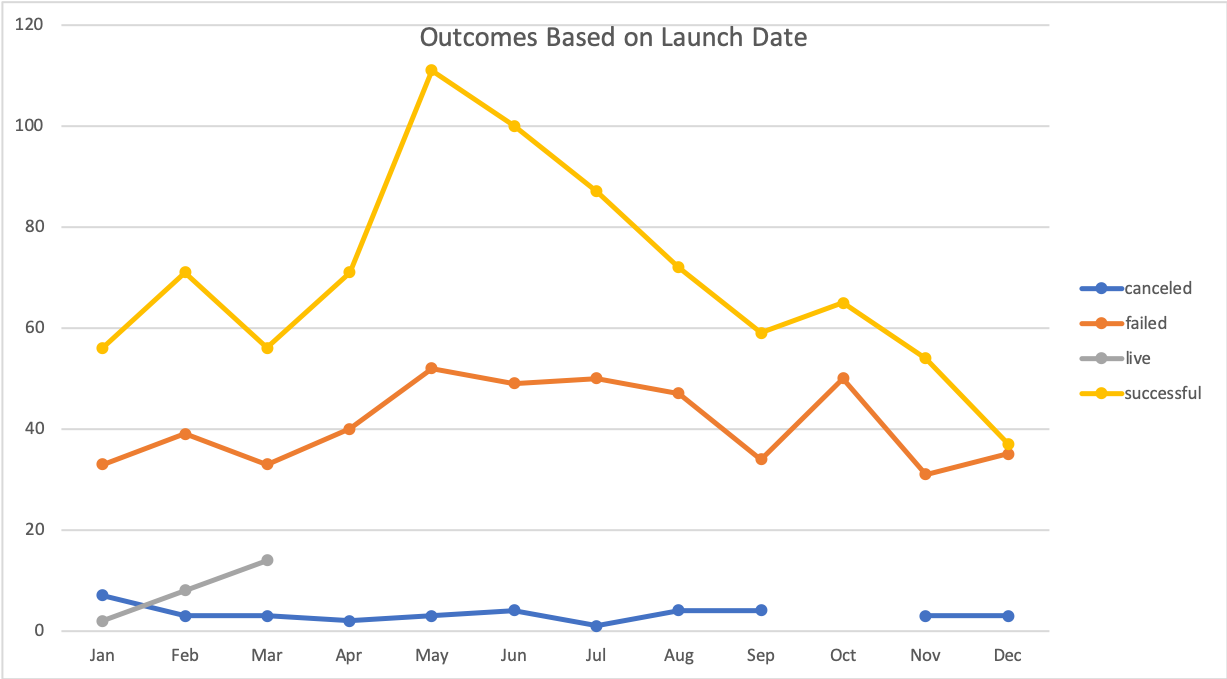 Outcomes Based on Launch Date
120
100
80
60
40
20
0
Jan Feb Mar Apr May Jun Jul Aug Sep Oct Nov Dec
canceled
failed
live
successful